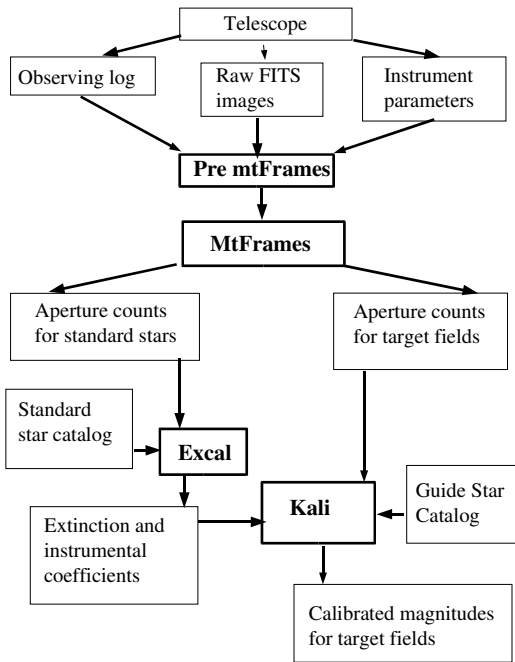 Telescope
Observing log
Raw FITS
images
Instrument
parameters
Pre mtFrames
MtFrames
Aperture counts
for standard stars
Aperture counts
for target fields
Standard
star catalog
Excal
Guide Star
Catalog
Kali
Extinction and
instrumental
coefficients
Calibrated magnitudes
for target fields